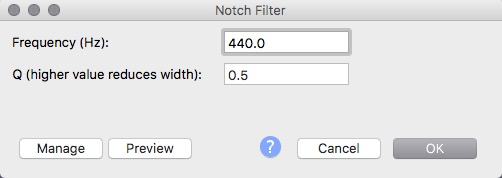 Notch Filter
Frequency (Hz): 440.0
Q (higher value reduces width): 0.5
Manage Preview ? Cancel OK